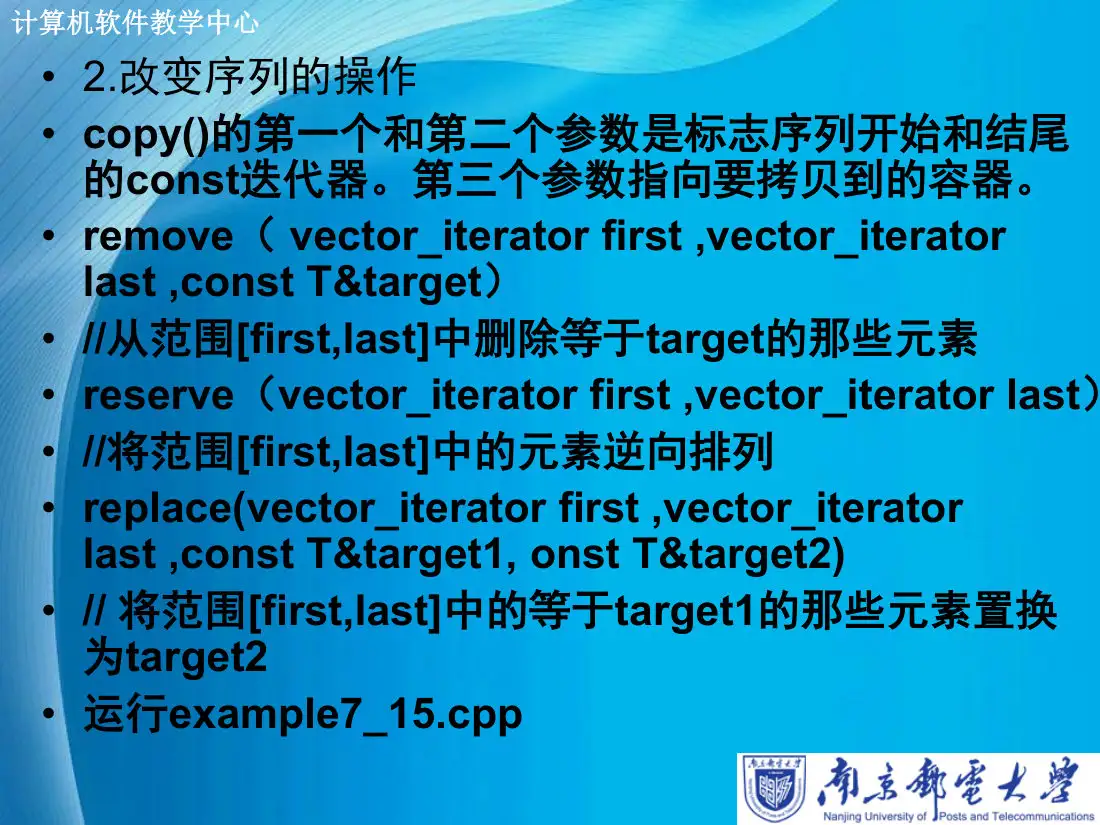 计算机软件教学中心
• 2.改变序列的操作
• copy()的第一个和第二个参数是标志序列开始和结尾
的const迭代器。第三个参数指向要拷贝到的容器。
• remove（ vector_iterator first ,vector_iterator
last ,const T&target）
• //从范围[first,last]中删除等于target的那些元素
• reserve（vector_iterator first ,vector_iterator last）
• //将范围[first,last]中的元素逆向排列
• replace(vector_iterator first ,vector_iterator
last ,const T&target1, onst T&target2)
• // 将范围[first,last]中的等于target1的那些元素置换
为target2
• 运行example7_15.cpp
南京郵電大学
Nanjing University of Posts and Telecommunications